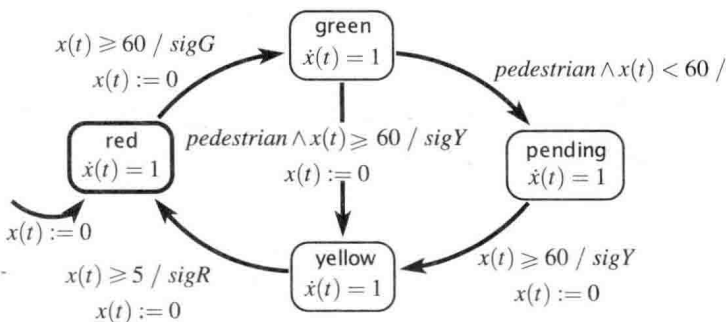 green
ẋ(t) = 1
x(t) ⩾ 60 / sigG
x(t) := 0
pedestrian ∧ x(t) < 60 /
red
ẋ(t) = 1
pedestrian ∧ x(t) ⩾ 60 / sigY
x(t) := 0
pending
ẋ(t) = 1
x(t) := 0
yellow
ẋ(t) = 1
x(t) ⩾ 5 / sigR
x(t) := 0
x(t) ⩾ 60 / sigY
x(t) := 0